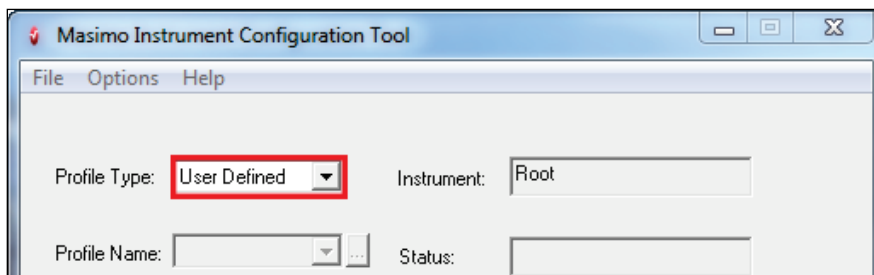 Masimo Instrument Configuration Tool
File Options Help
Profile Type: User Defined Instrument: Root
Profile Name: ... Status: